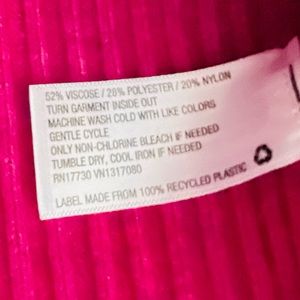 52% VISCOSE / 28% POLYESTER / 20% NYLON
TURN GARMENT INSIDE OUT
MACHINE WASH COLD WITH LIKE COLORS
GENTLE CYCLE
ONLY NON-CHLORINE BLEACH IF NEEDED
TUMBLE DRY, COOL IRON IF NEEDED
RN17730 VN1317080
LABEL MADE FROM 100% RECYCLED PLASTIC